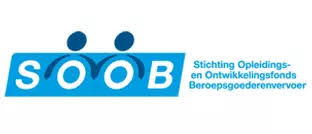 SOOB
Stichting Opleidings-
en Ontwikkelingsfonds
Beroepsgoederenvervoer